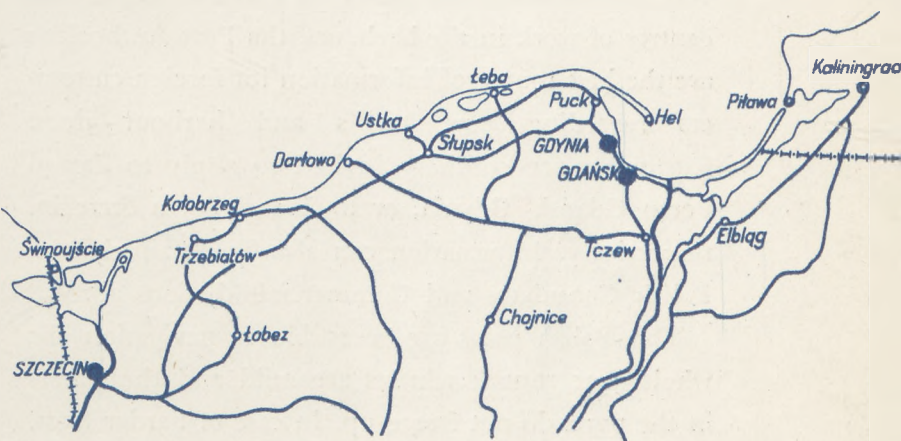 Kaliningrad
Łeba
Puck
Piława
Hel
Ustka
Słupsk
GDYNIA
Darłowo
GDAŃSK
Kołobrzeg
Elbląg
Tczew
Świnoujście
Trzebiatów
Chojnice
Łobez
SZCZECIN